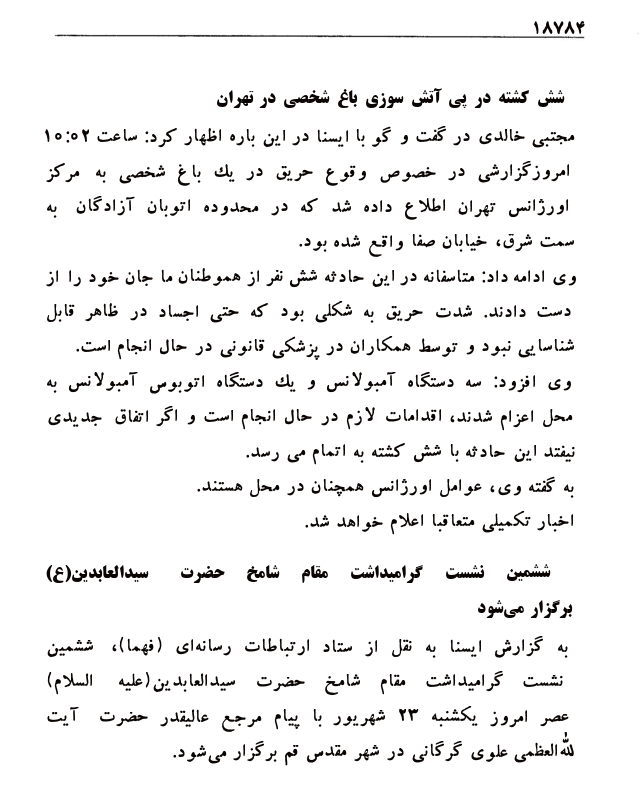 ۱۸۷۸۴
شش کشته در پی آتش سوزی باغ شخصی در تهران
مجتبی خالدی در گفت و گو با ایسنا در این باره اظهار کرد: ساعت ۱۰:۵۲
امروزگزارشی در خصوص وقوع حریق در یك باغ شخصی به مرکز
اورژانس تهران اطلاع داده شد که در محدوده اتوبان آزادگان به
سمت شرق، خیابان صفا واقع شده بود.
وی ادامه داد: متاسفانه در این حادثه شش نفر از هموطنان ما جان خود را از
دست دادند. شدت حریق به شکلی بود که حتی اجساد در ظاهر قابل
شناسایی نبود و توسط همکاران در پزشکی قانونی در حال انجام است.
وی افزود: سه دستگاه آمبولانس و یك دستگاه اتوبوس آمبولانس به
محل اعزام شدند، اقدامات لازم در حال انجام است و اگر اتفاق جدیدی
نیفتد این حادثه با شش کشته به اتمام می رسد.
به گفته وی، عوامل اورژانس همچنان در محل هستند.
اخبار تکمیلی متعاقبا اعلام خواهد شد.
ششمین نشست گرامیداشت مقام شامخ حضرت سیدالعابدین(ع)
برگزار می‌شود
به گزارش ایسنا به نقل از ستاد ارتباطات رسانه‌ای (فهما)، ششمین
نشست گرامیداشت مقام شامخ حضرت سیدالعابدین(علیه السلام)
عصر امروز یکشنبه ۲۳ شهریور با پیام مرجع عالیقدر حضرت آیت
لله‌العظمی علوی گرگانی در شهر مقدس قم برگزار می‌شود.